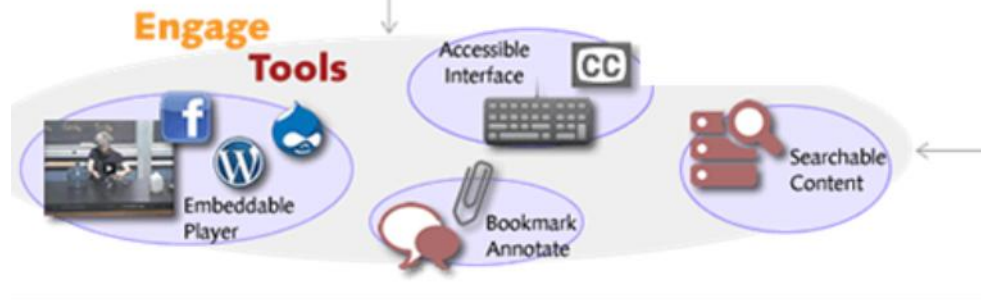 Engage
Tools
Accessible
Interface
CC
f
W
Embeddable
Player
Bookmark
Annotate
Searchable
Content